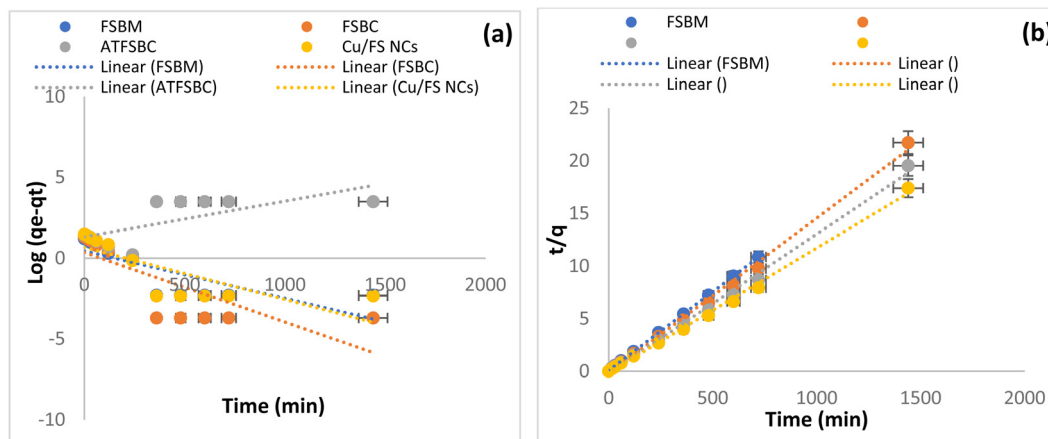 FSBM FSBC
ATFSBC Cu/FS NCs
Linear (FSBM) Linear (FSBC)
Linear (ATFSBC) Linear (Cu/FS NCs)
(a)
10
5
0
-5
-10
0 500 1000 1500 2000
Log (qe-qt)
Time (min)
FSBM
Linear (FSBM) Linear ()
Linear () Linear ()
(b)
25
20
15
10
5
0
0 500 1000 1500 2000
t/q
Time (min)